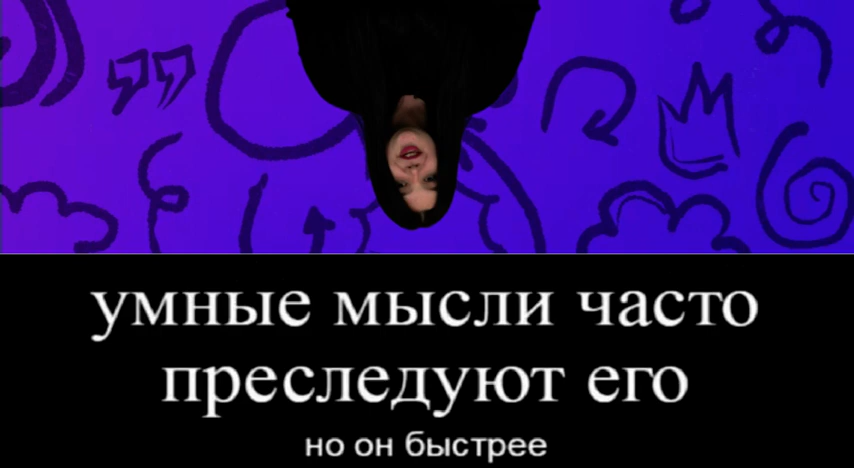 умные мысли часто
преследуют его
но он быстрее